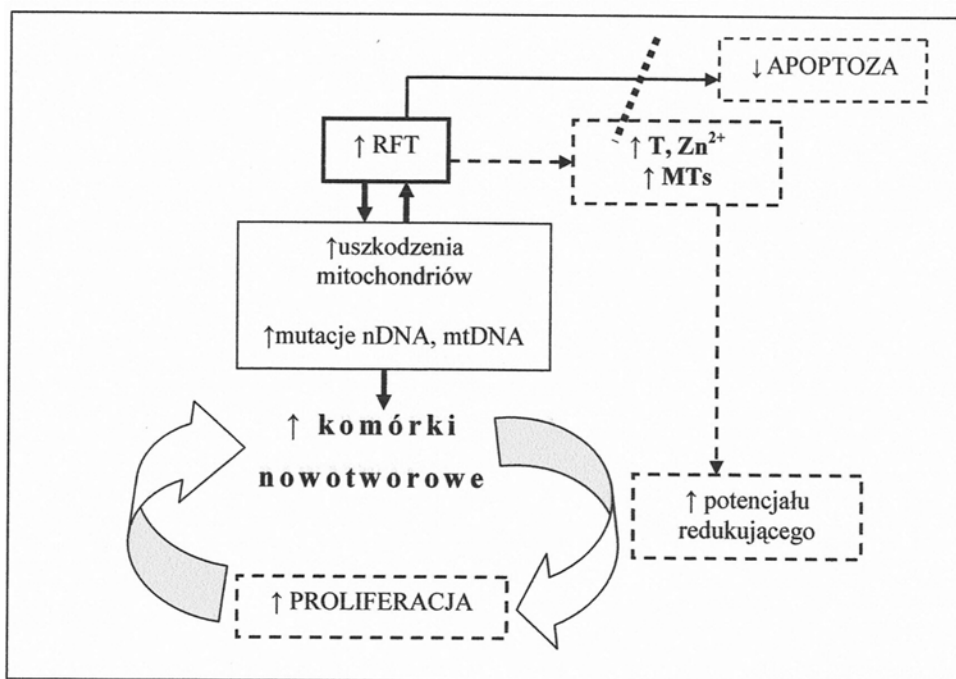 ↓ APOPTOZA
↑ RFT
↑ T, Zn²⁺
↑ MTs
↑uszkodzenia
mitochondriów
↑mutacje nDNA, mtDNA
↑ komórki
nowotworowe
↑ potencjału
redukującego
↑ PROLIFERACJA